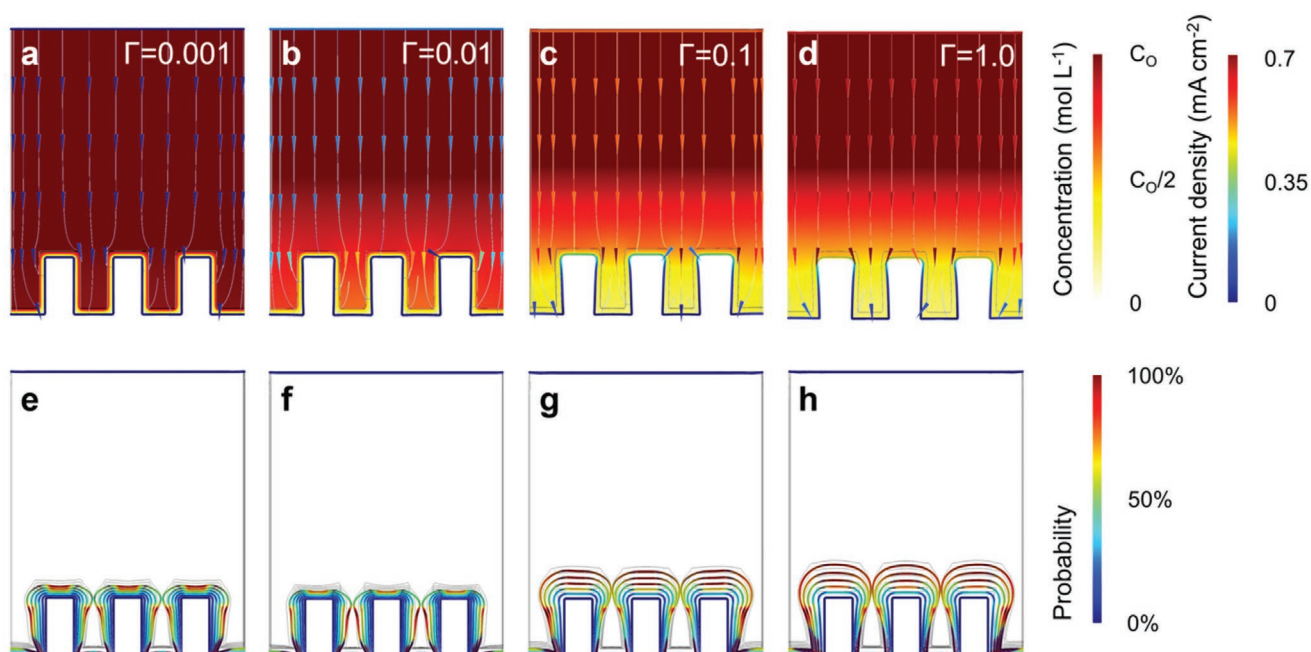 a
Γ=0.001
b
Γ=0.01
c
Γ=0.1
d
Γ=1.0
Concentration (mol L⁻¹)
C_O
C_O/2
0
Current density (mA cm⁻²)
0.7
0.35
0
e
f
g
h
Probability
100%
50%
0%